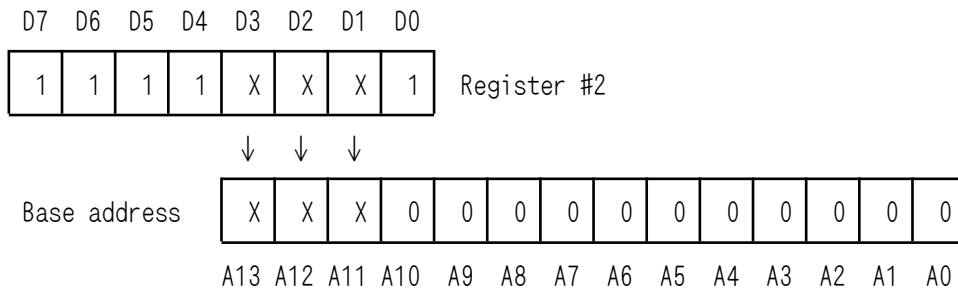 D7 D6 D5 D4 D3 D2 D1 D0
1 1 1 1 X X X 1 Register #2
↓ ↓ ↓
Base address X X X 0 0 0 0 0 0 0 0 0 0 0
A13 A12 A11 A10 A9 A8 A7 A6 A5 A4 A3 A2 A1 A0